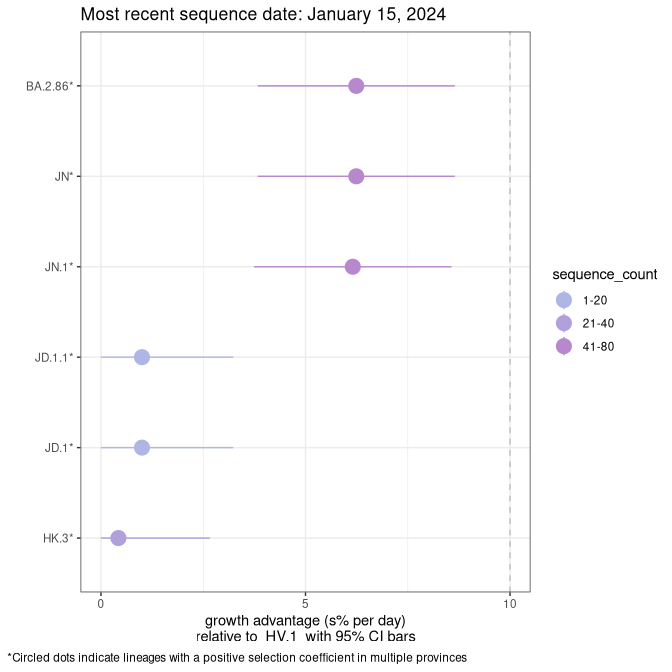 Most recent sequence date: January 15, 2024
BA.2.86*
JN*
JN.1*
JD.1.1*
JD.1*
HK.3*
0
5
10
growth advantage (s% per day)
relative to  HV.1  with 95% CI bars
sequence_count
1-20
21-40
41-80
*Circled dots indicate lineages with a positive selection coefficient in multiple provinces